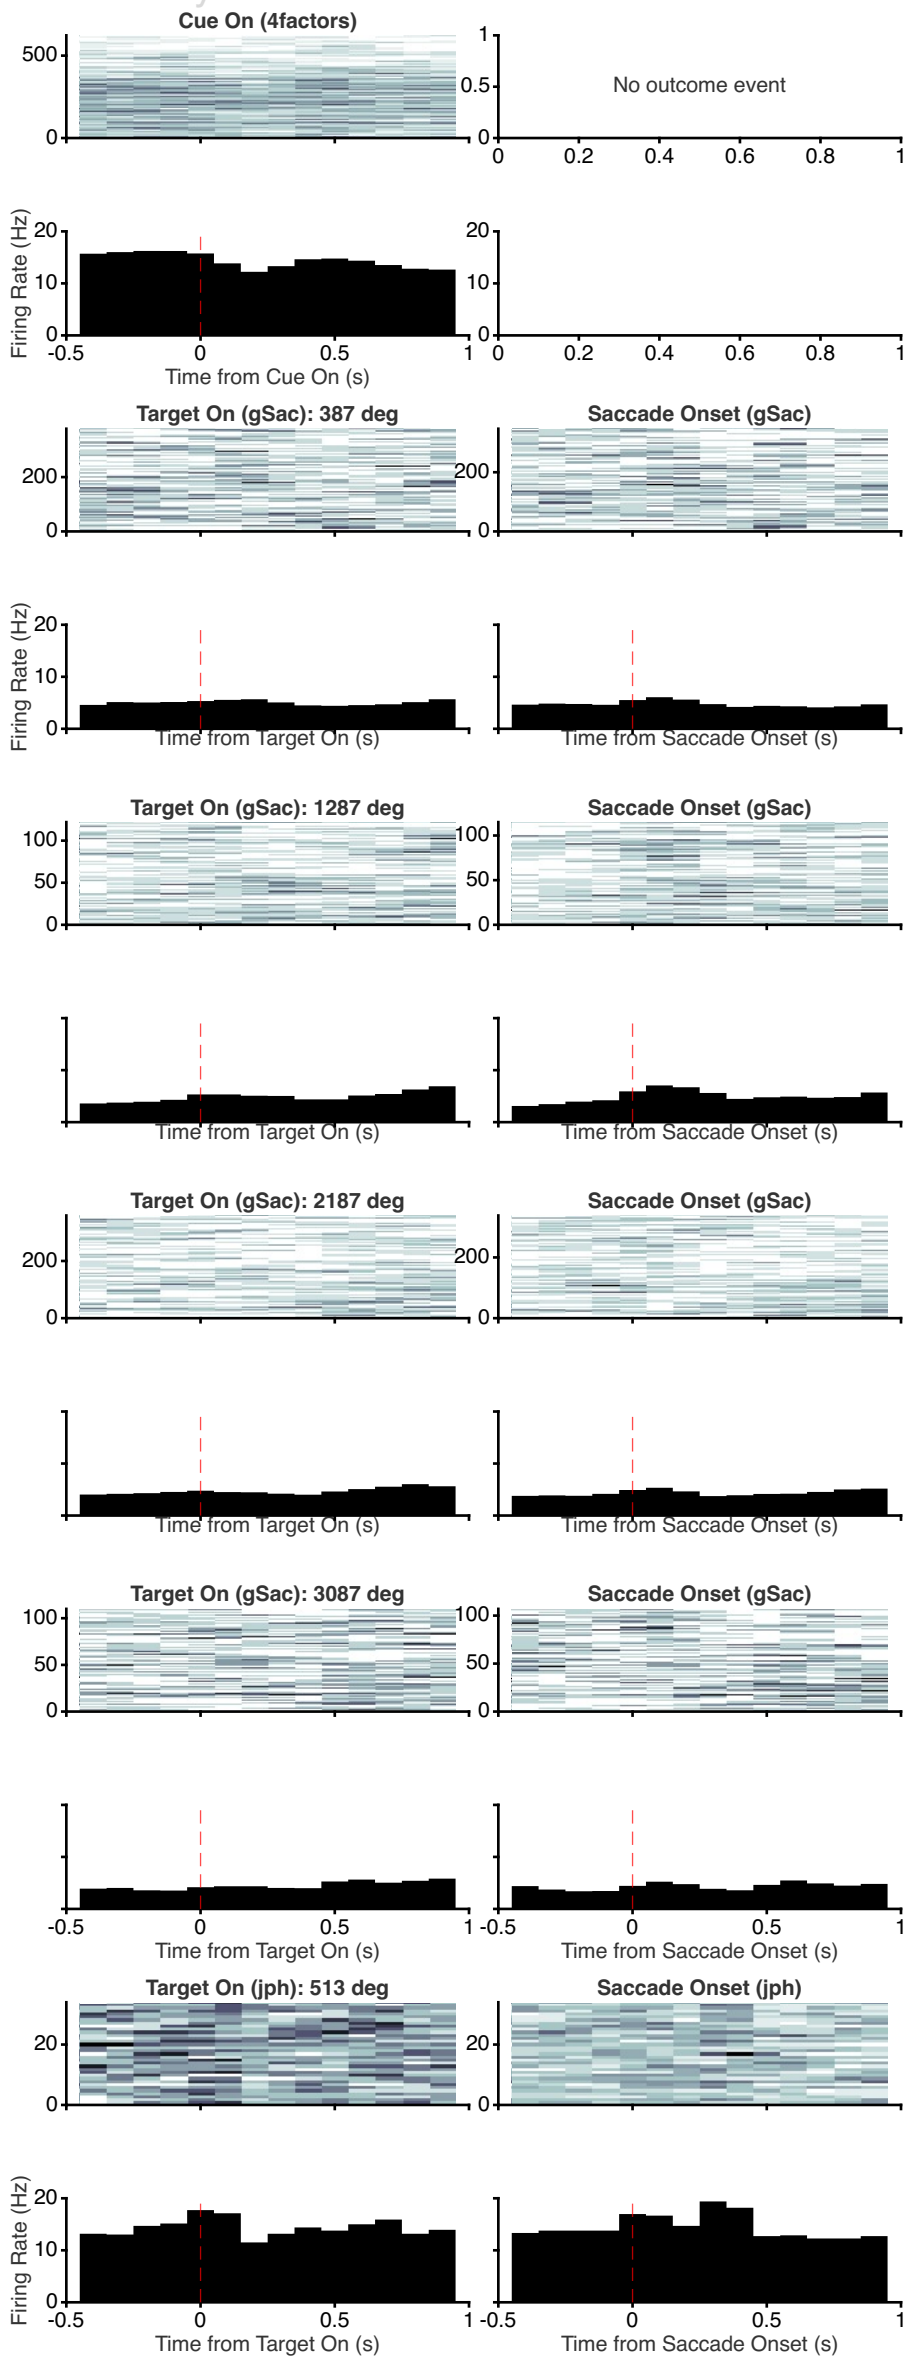 Cue On (4factors)
500
0
1
0.5
0
No outcome event
0 0.2 0.4 0.6 0.8 1
Firing Rate (Hz)
20
10
0
-0.5 0 0.5 1
Time from Cue On (s)
20
10
0
0 0.2 0.4 0.6 0.8 1
Target On (gSac): 387 deg
200
0
Saccade Onset (gSac)
200
0
Firing Rate (Hz)
20
10
0
Time from Target On (s)
20
10
0
Time from Saccade Onset (s)
Target On (gSac): 1287 deg
100
50
0
Saccade Onset (gSac)
100
50
0
Time from Target On (s)
Time from Saccade Onset (s)
Target On (gSac): 2187 deg
200
0
Saccade Onset (gSac)
200
0
Time from Target On (s)
Time from Saccade Onset (s)
Target On (gSac): 3087 deg
100
50
0
Saccade Onset (gSac)
100
50
0
-0.5 0 0.5 1
Time from Target On (s)
-0.5 0 0.5 1
Time from Saccade Onset (s)
Target On (jph): 513 deg
20
0
Saccade Onset (jph)
20
0
Firing Rate (Hz)
20
10
0
-0.5 0 0.5 1
Time from Target On (s)
20
10
0
-0.5 0 0.5 1
Time from Saccade Onset (s)